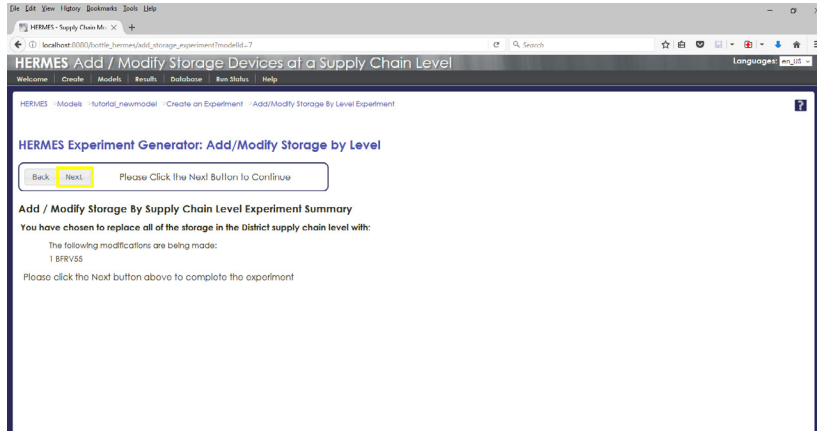 File Edit View History Bookmarks Tools Help
HERMES - Supply Chain Mo
localhost:8080/bottle_hermes/add_storage_experiment?modelId=7
Search
HERMES Add / Modify Storage Devices at a Supply Chain Level
Languages: en_US
Welcome Create Models Results Database Run Status Help
HERMES >Models >tutorial_newmodel >Create an Experiment >Add/Modify Storage By Level Experiment
?
HERMES Experiment Generator: Add/Modify Storage by Level
Back Next Please Click the Next Button to Continue
Add / Modify Storage By Supply Chain Level Experiment Summary
You have chosen to replace all of the storage in the District supply chain level with:
The following modifications are being made:
1 BFRV55
Please click the Next button above to complete the experiment